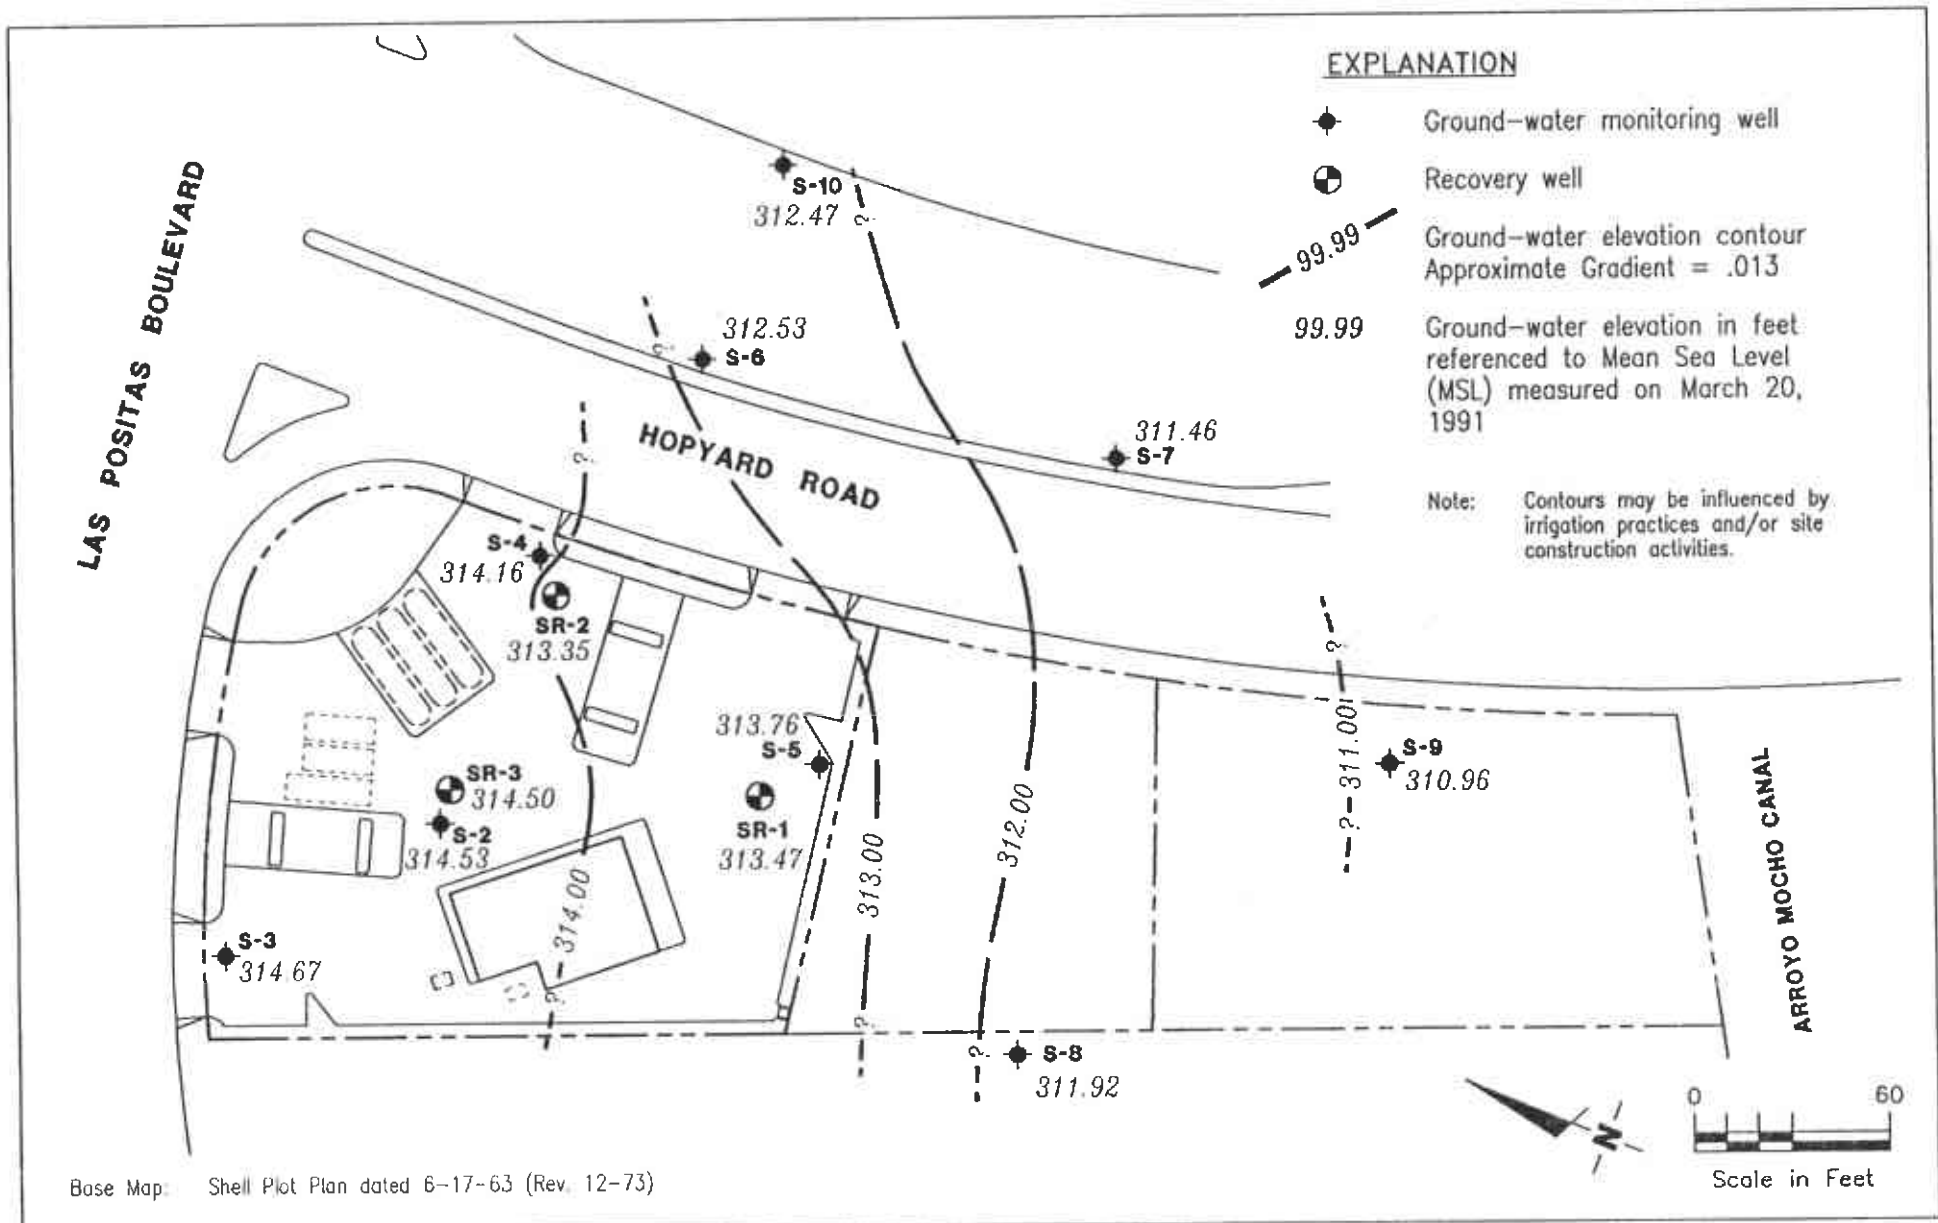 EXPLANATION
Ground-water monitoring well
Recovery well
99.99
Ground-water elevation contour
Approximate Gradient = .013
99.99
Ground-water elevation in feet
referenced to Mean Sea Level
(MSL) measured on March 20,
1991
Note: Contours may be influenced by
irrigation practices and/or site
construction activities.
LAS POSITAS BOULEVARD
HOPYARD ROAD
ARROYO MOCHO CANAL
S-10
312.47
?
312.53
S-6
?
311.46
S-7
?
S-4
314.16
SR-2
313.35
313.76
S-5
SR-3
314.50
S-2
314.53
SR-1
313.47
S-3
314.67
314.00
?
313.00
?
312.00
?
S-8
311.92
?
311.00
?
S-9
310.96
N
0 60
Scale in Feet
Base Map: Shell Plot Plan dated 6-17-63 (Rev. 12-73)